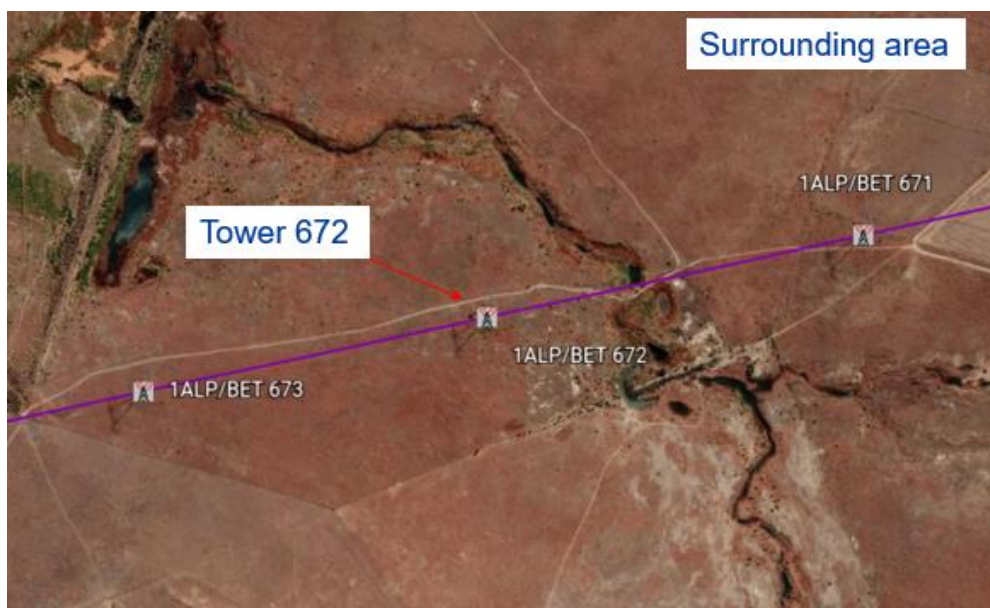 Surrounding area
1ALP/BET 671
Tower 672
1ALP/BET 672
1ALP/BET 673